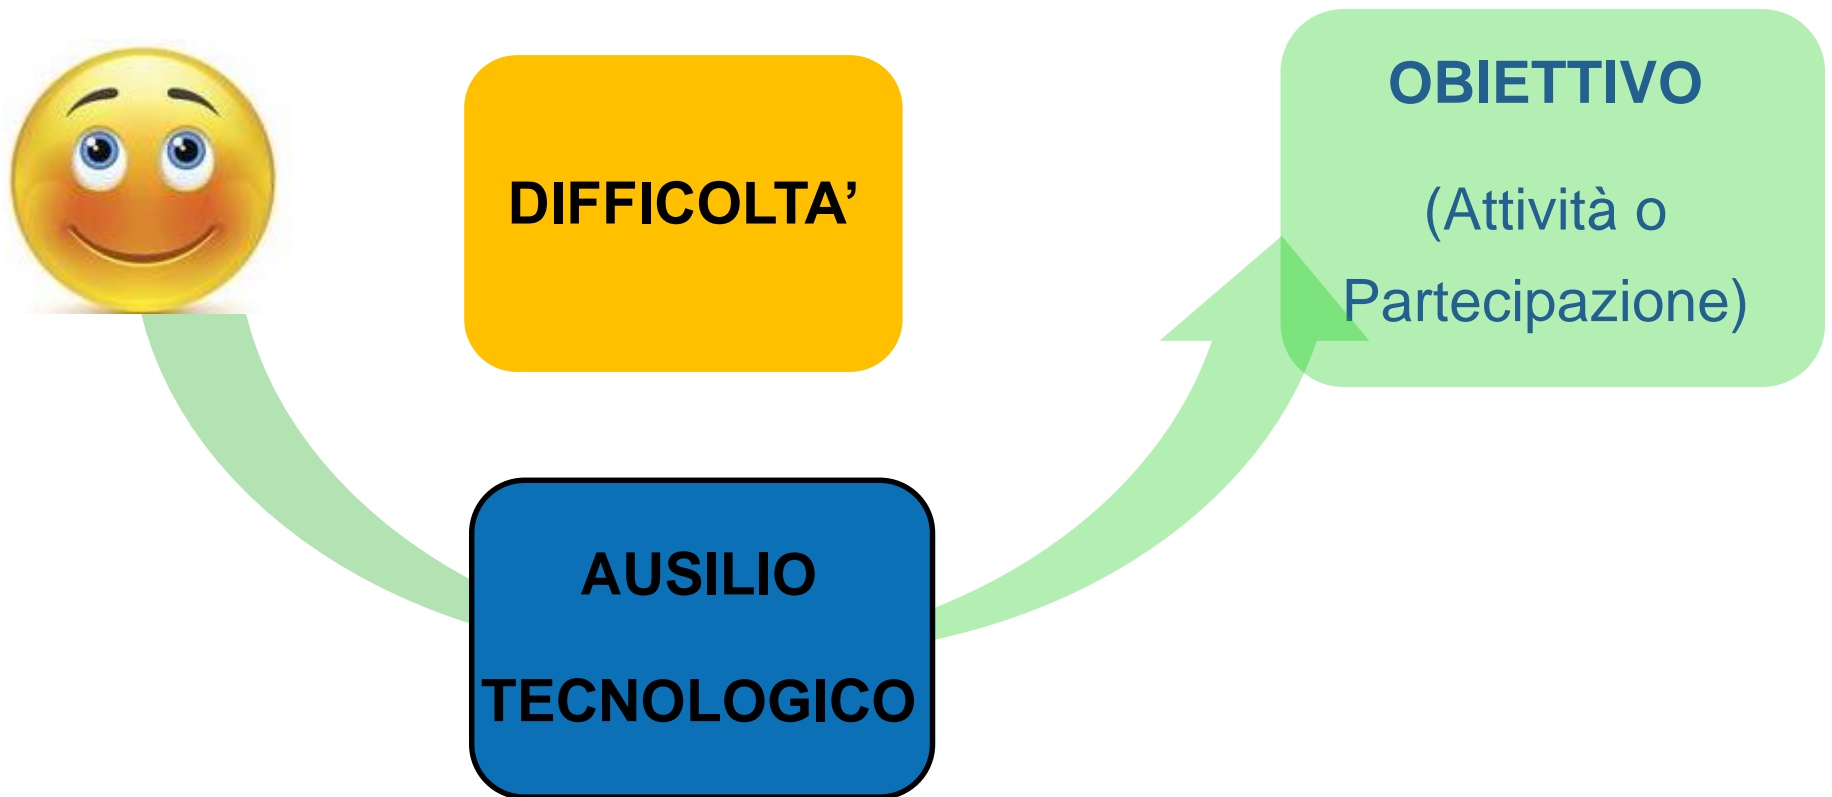 DIFFICOLTA’
OBIETTIVO
(Attività o
Partecipazione)
AUSILIO
TECNOLOGICO